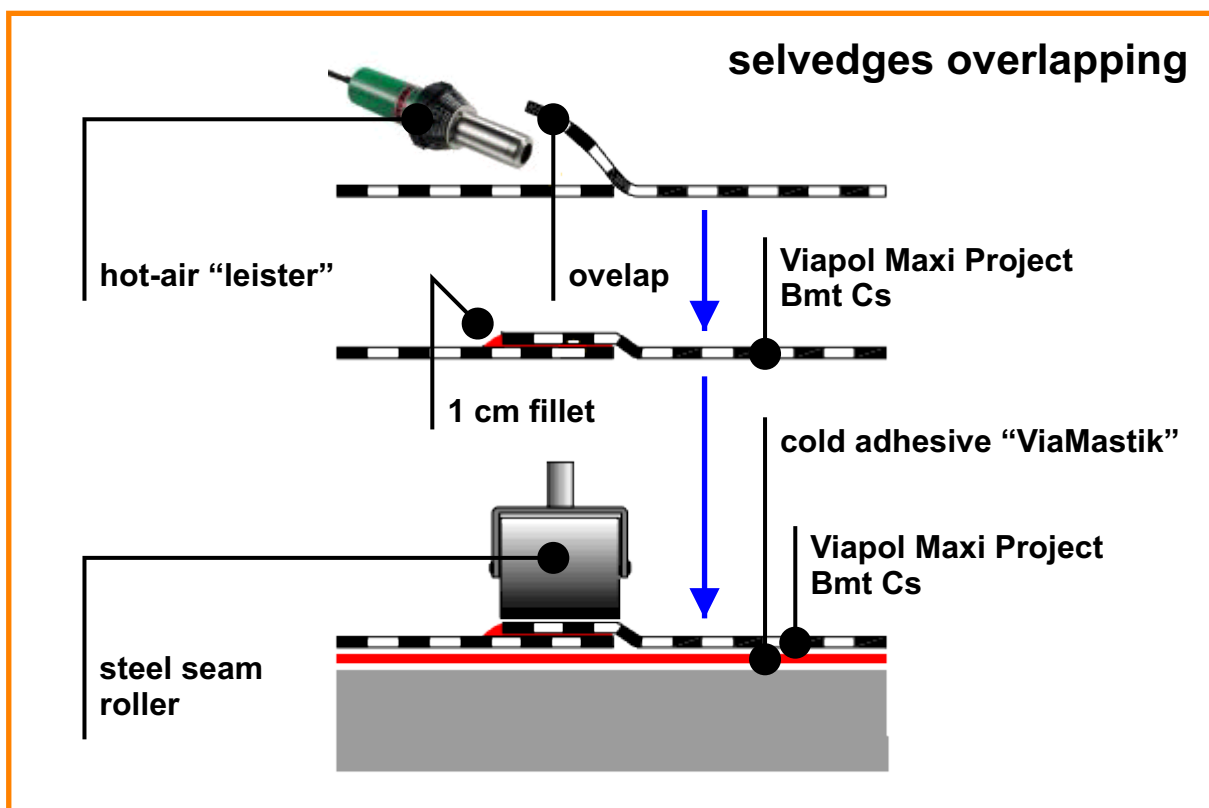 selvedges overlapping
hot-air “leister”
ovelap
Viapol Maxi Project
Bmt Cs
1 cm fillet
cold adhesive “ViaMastik”
Viapol Maxi Project
Bmt Cs
steel seam
roller